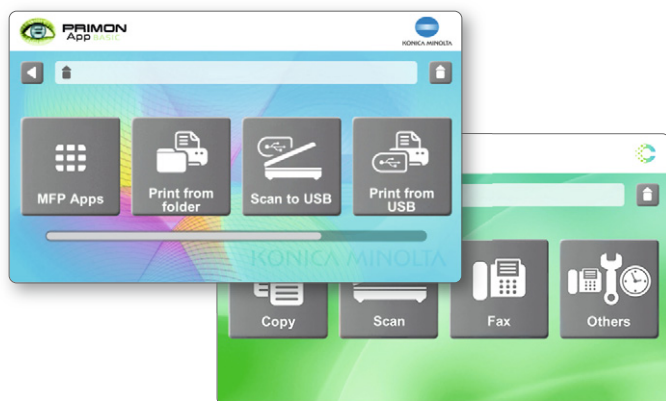 PRIMON
App BASIC
KONICA MINOLTA
MFP Apps
Print from
folder
Scan to USB
Print from
USB
KONICA MINOLTA
Copy
Scan
Fax
Others